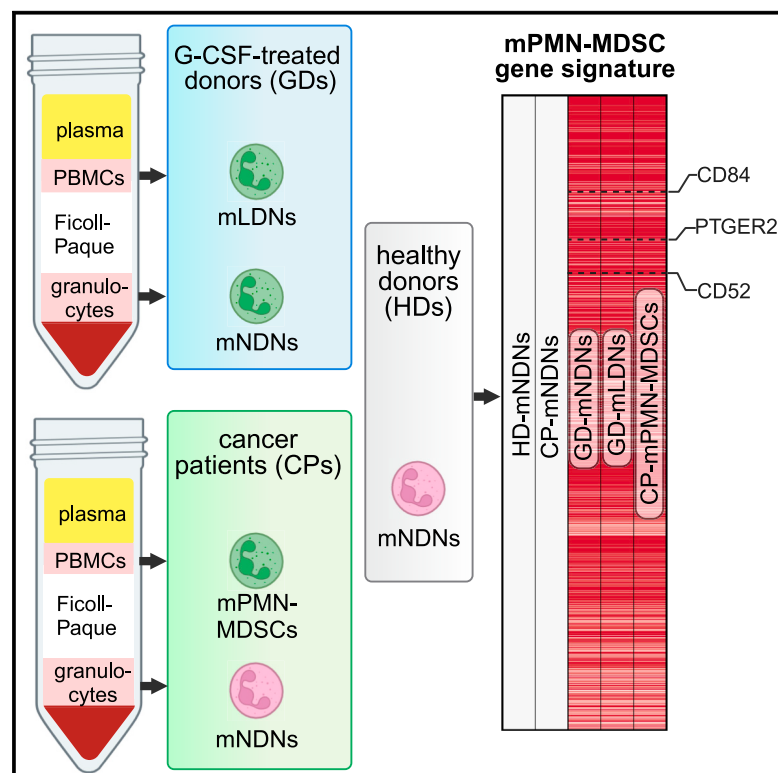 G-CSF-treated
donors (GDs)
plasma
PBMCs
Ficoll-
Paque
granulo-
cytes
mLDNs
mNDNs
cancer
patients (CPs)
plasma
PBMCs
Ficoll-
Paque
granulo-
cytes
mPMN-
MDSCs
mNDNs
healthy
donors
(HDs)
mNDNs
mPMN-MDSC
gene signature
HD-mNDNs
CP-mNDNs
GD-mNDNs
GD-mLDNs
CP-mPMN-MDSCs
CD84
PTGER2
CD52